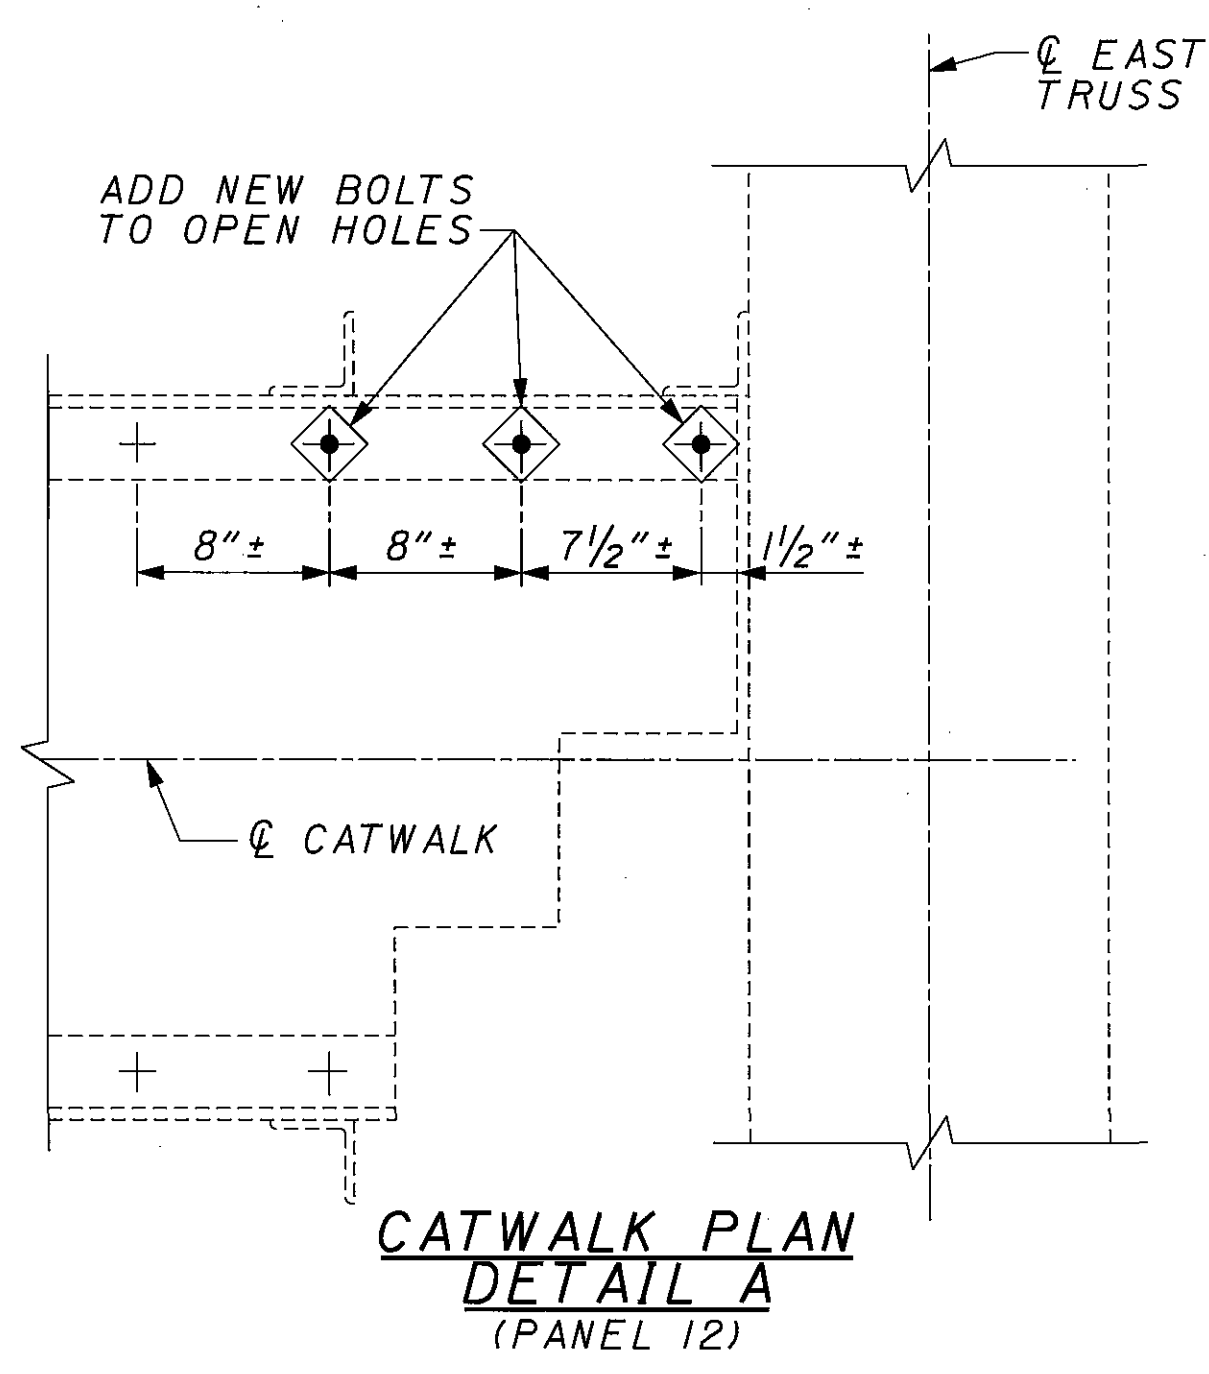 ℄ EAST
TRUSS
ADD NEW BOLTS
TO OPEN HOLES
8"± 8"± 7½"± 1½"±
℄ CATWALK
CATWALK PLAN
DETAIL A
(PANEL 12)